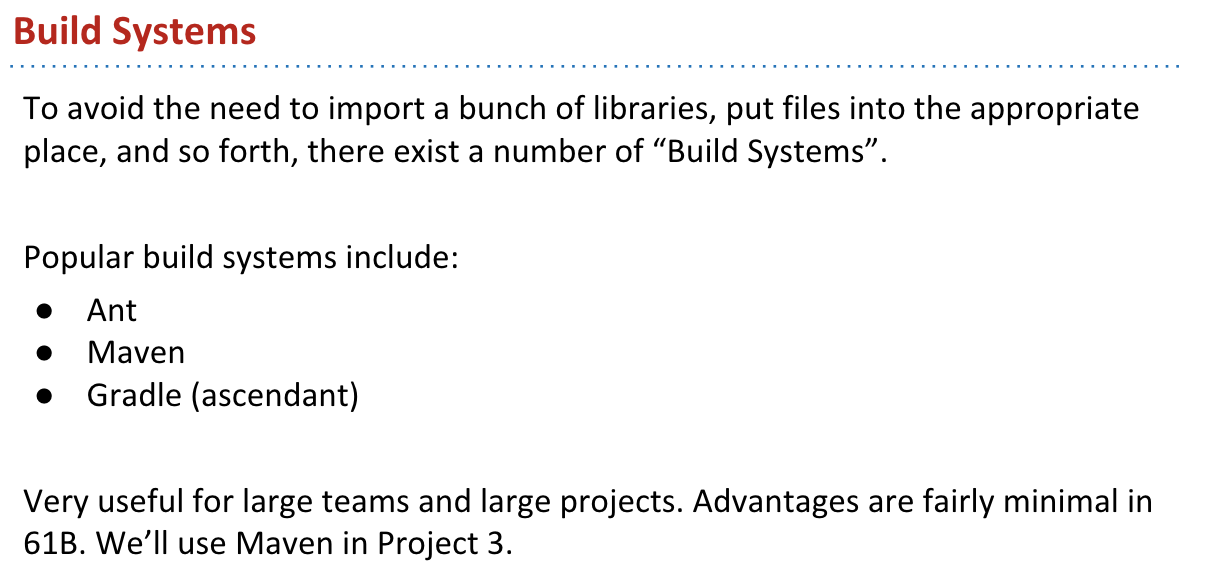 Build Systems
To avoid the need to import a bunch of libraries, put files into the appropriate
place, and so forth, there exist a number of “Build Systems”.
Popular build systems include:
● Ant
● Maven
● Gradle (ascendant)
Very useful for large teams and large projects. Advantages are fairly minimal in
61B. We’ll use Maven in Project 3.